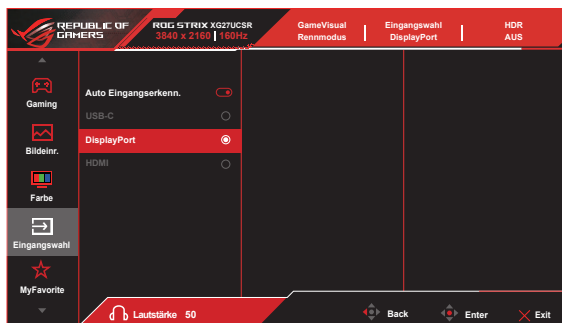 REPUBLIC OF
GAMERS
ROG STRIX XG27UCSR
3840 x 2160 160Hz
GameVisual
Rennmodus
Eingangswahl
DisplayPort
HDR
AUS
Gaming
Bildeinr.
Farbe
Eingangswahl
MyFavorite
Auto Eingangserkenn.
USB-C
DisplayPort
HDMI
Lautstärke 50
Back
Enter
Exit